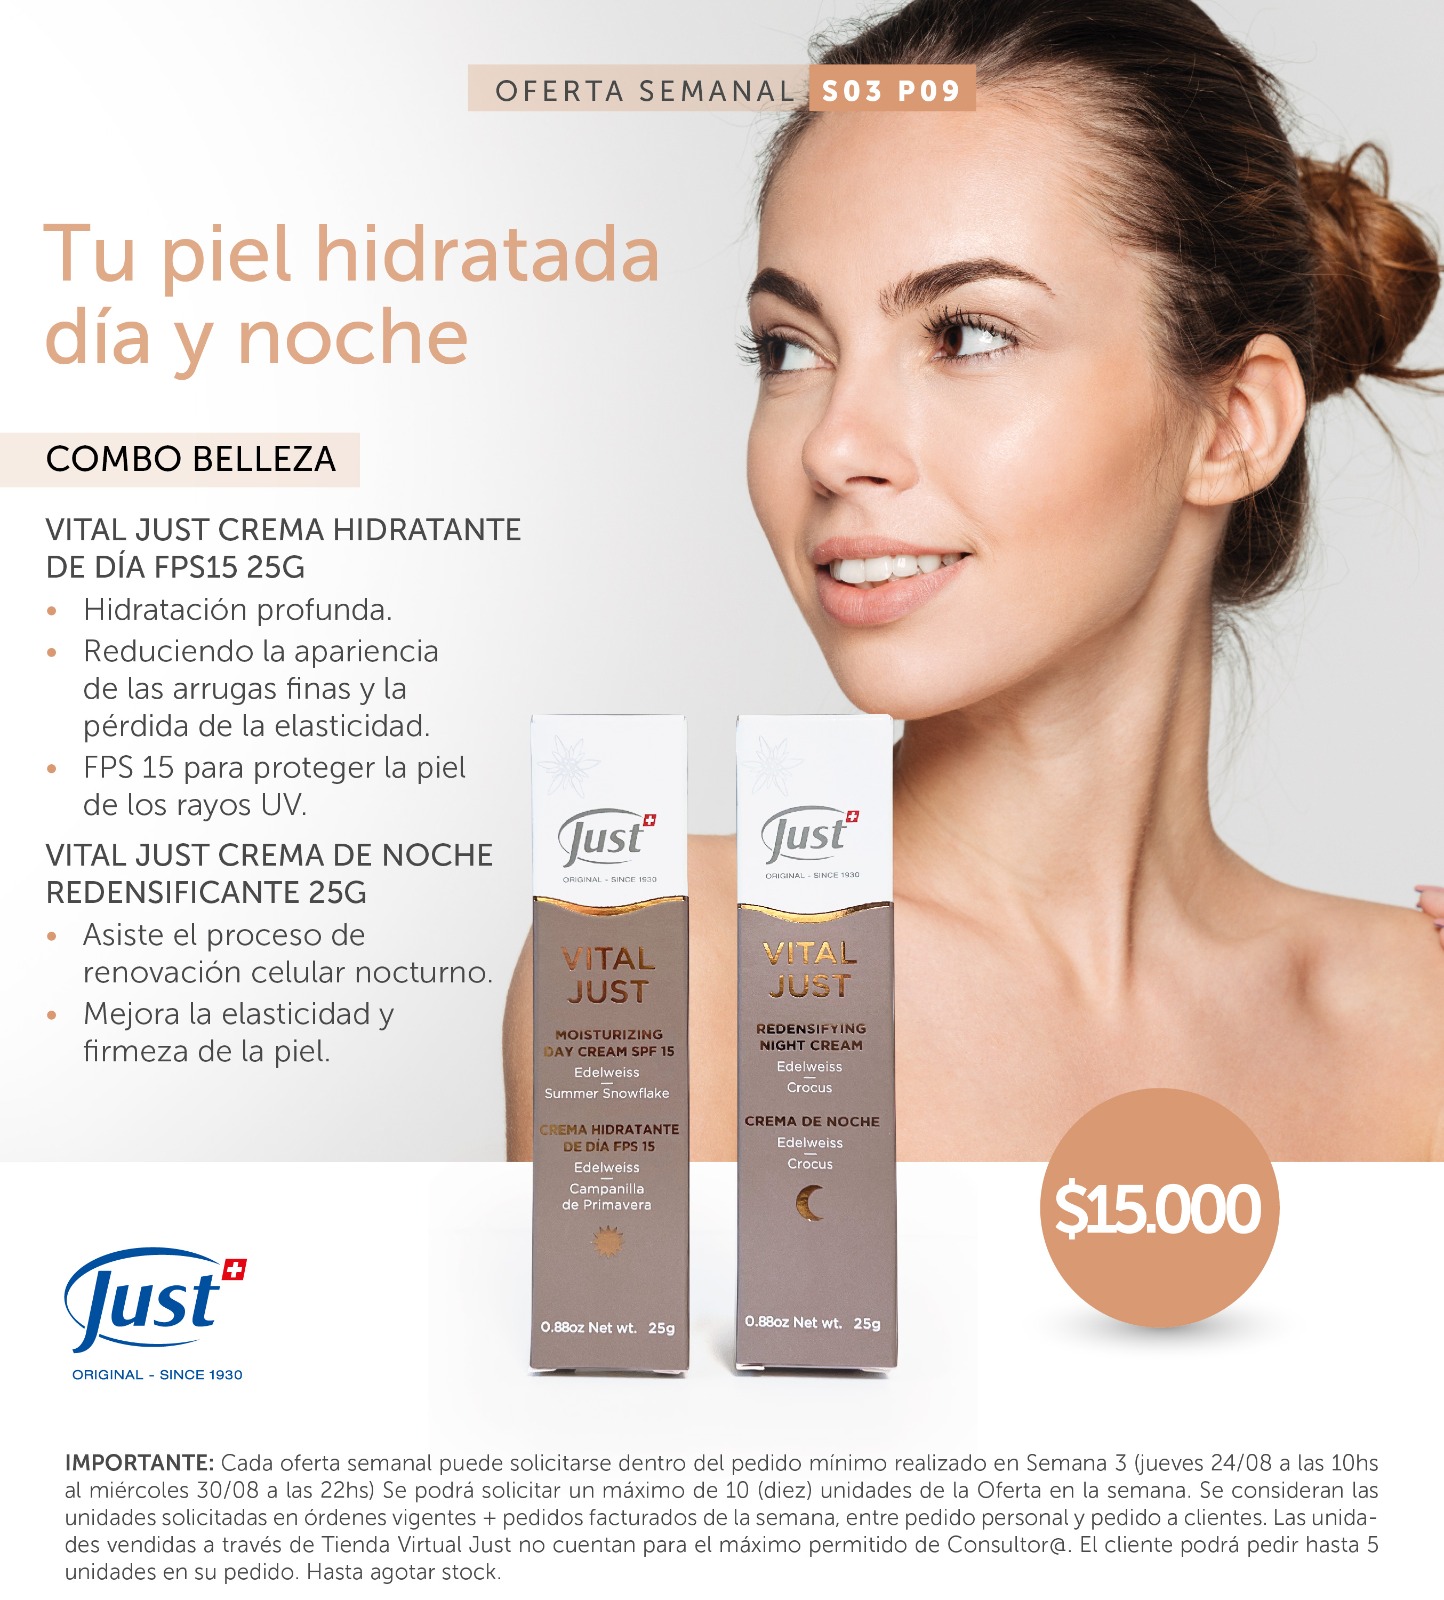 OFERTA SEMANAL S03 P09
Tu piel hidratada
día y noche
COMBO BELLEZA
VITAL JUST CREMA HIDRATANTE
DE DÍA FPS15 25G
• Hidratación profunda.
• Reduciendo la apariencia
de las arrugas finas y la
pérdida de la elasticidad.
• FPS 15 para proteger la piel
de los rayos UV.
VITAL JUST CREMA DE NOCHE
REDENSIFICANTE 25G
• Asiste el proceso de
renovación celular nocturno.
• Mejora la elasticidad y
firmeza de la piel.
Just
ORIGINAL - SINCE 1930
VITAL
JUST
MOISTURIZING
DAY CREAM SPF 15
Edelweiss
Summer Snowflake
CREMA HIDRATANTE
DE DÍA FPS 15
Edelweiss
Campanilla
de Primavera
0.88oz Net wt. 25g
Just
ORIGINAL - SINCE 1930
VITAL
JUST
REDENSIFYING
NIGHT CREAM
Edelweiss
Crocus
CREMA DE NOCHE
Edelweiss
Crocus
0.88oz Net wt. 25g
$15.000
Just
ORIGINAL - SINCE 1930
IMPORTANTE: Cada oferta semanal puede solicitarse dentro del pedido mínimo realizado en Semana 3 (jueves 24/08 a las 10hs
al miércoles 30/08 a las 22hs) Se podrá solicitar un máximo de 10 (diez) unidades de la Oferta en la semana. Se consideran las
unidades solicitadas en órdenes vigentes + pedidos facturados de la semana, entre pedido personal y pedido a clientes. Las unida-
des vendidas a través de Tienda Virtual Just no cuentan para el máximo permitido de Consultor@. El cliente podrá pedir hasta 5
unidades en su pedido. Hasta agotar stock.